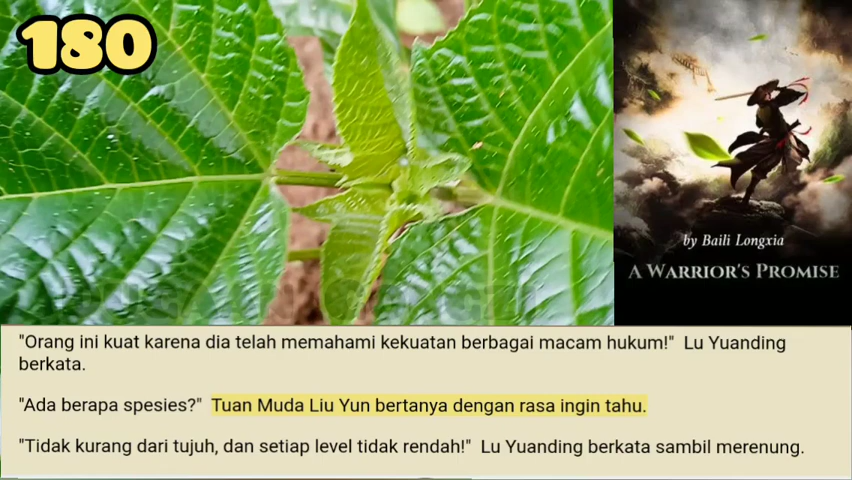 180
by Baili Longxia
A WARRIOR'S PROMISE
"Orang ini kuat karena dia telah memahami kekuatan berbagai macam hukum!" Lu Yuanding
berkata.
"Ada berapa spesies?" Tuan Muda Liu Yun bertanya dengan rasa ingin tahu.
"Tidak kurang dari tujuh, dan setiap level tidak rendah!" Lu Yuanding berkata sambil merenung.